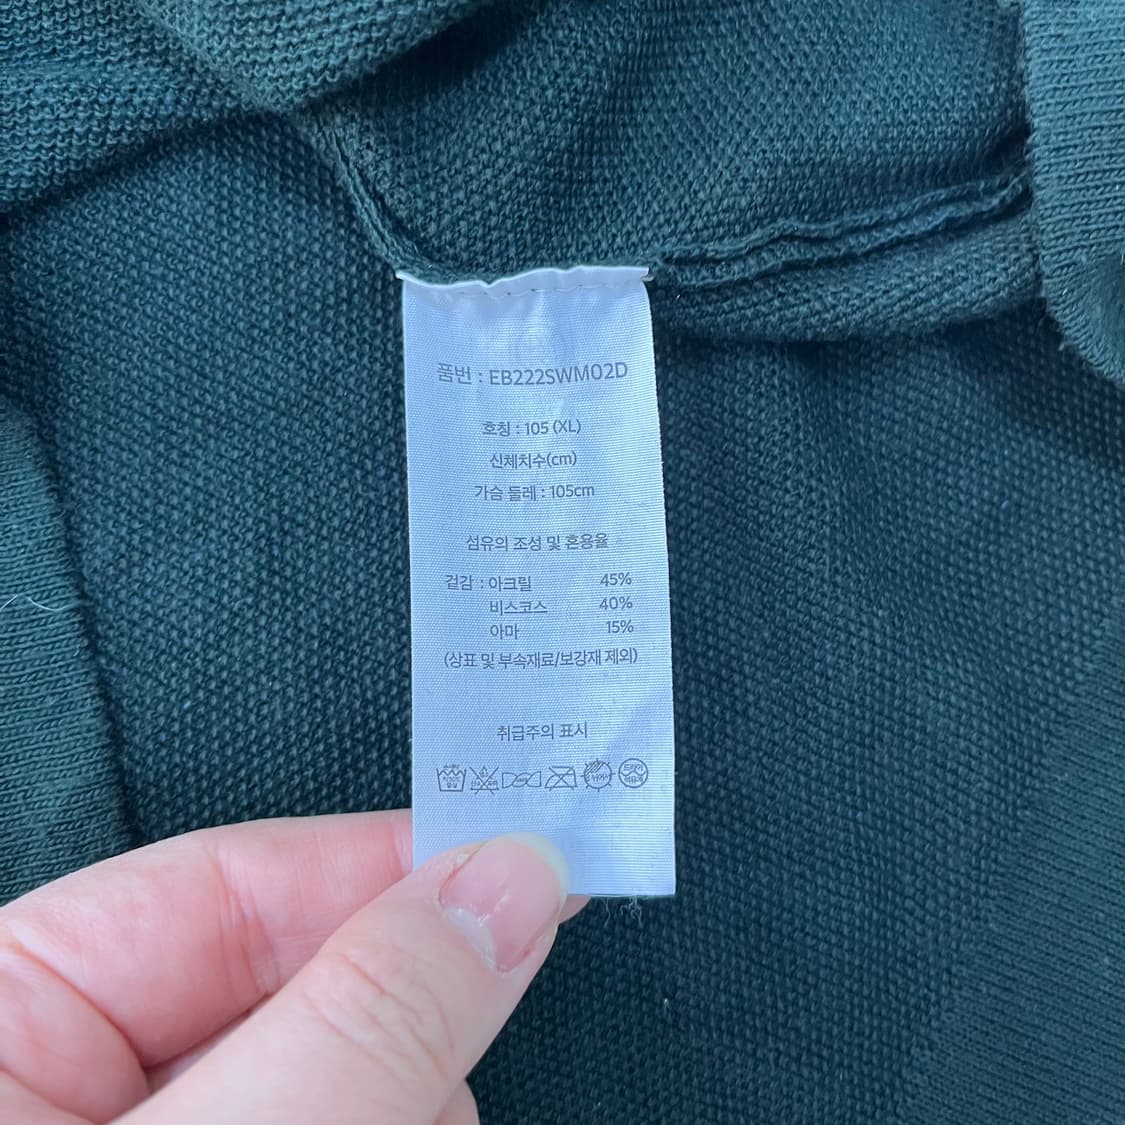 품번 : EB222SWM02D
호칭 : 105 (XL)
신체치수(cm)
가슴 둘레 : 105cm
섬유의 조성 및 혼용율
겉감 : 아크릴 45%
비스코스 40%
아마 15%
(상표 및 부속재료/보강재 제외)
취급주의 표시
드라이